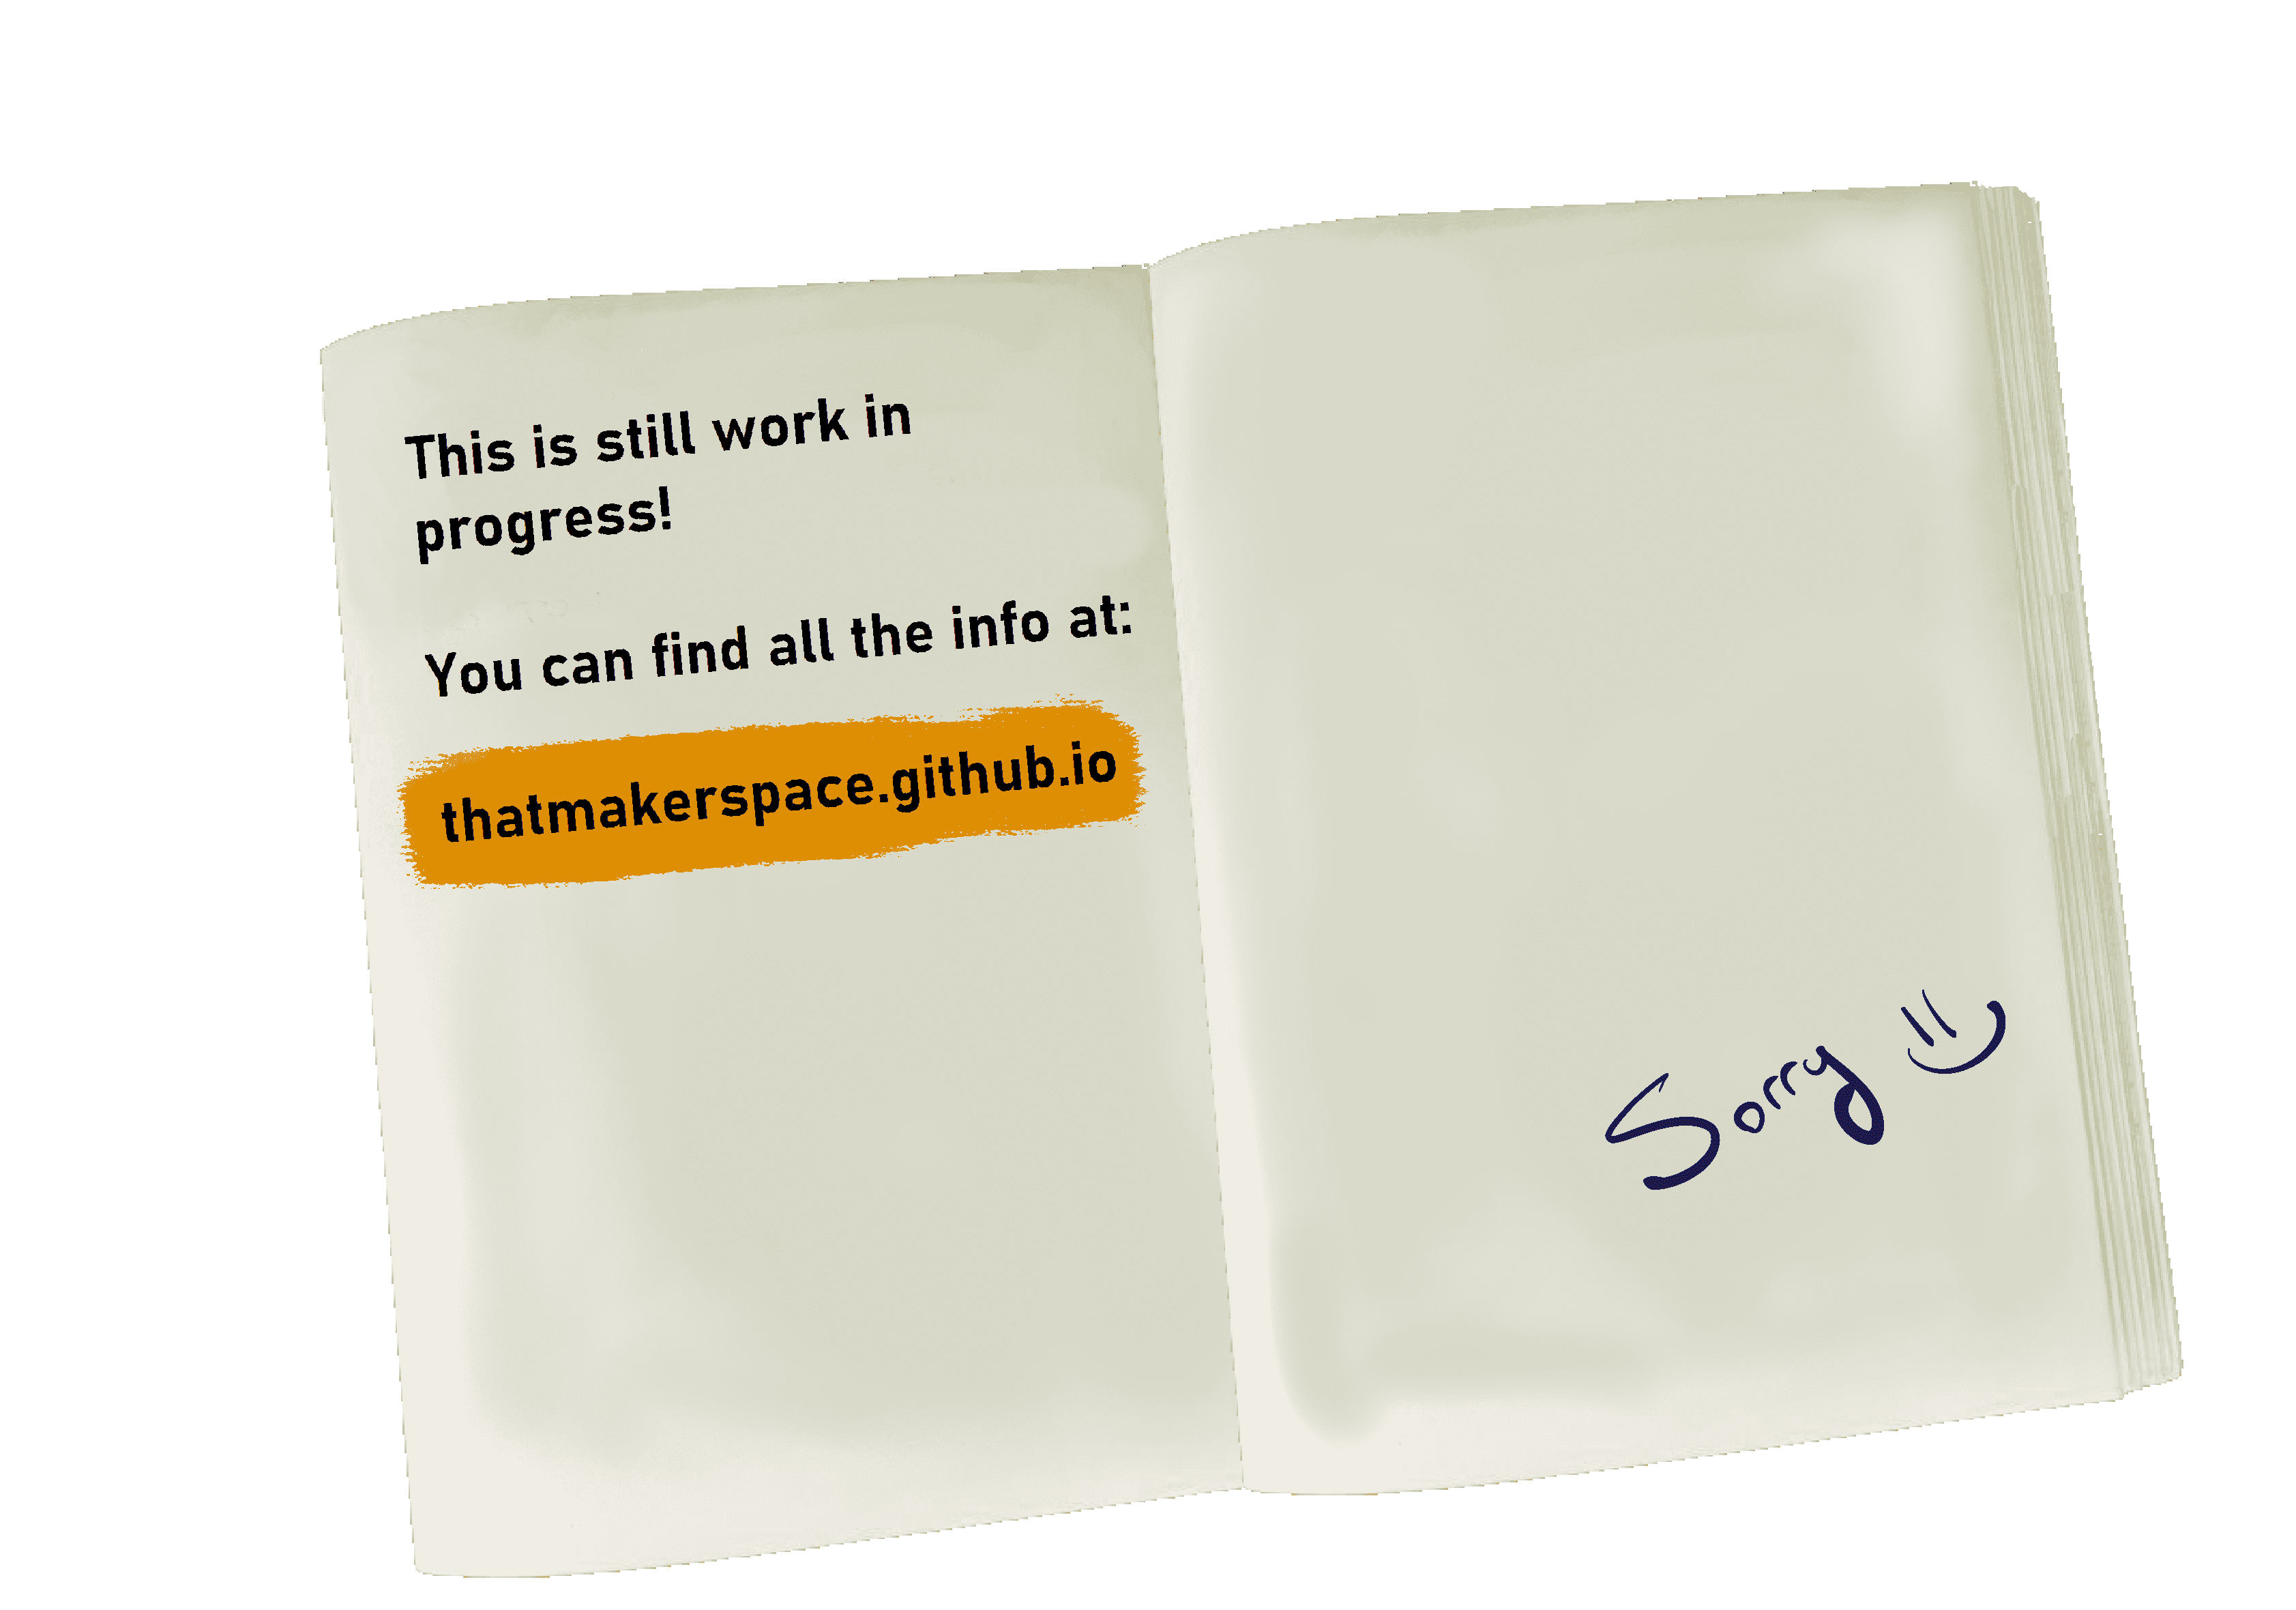 This is still work in
progress!
You can find all the info at:
thatmakerspace.github.io
Sorry =)